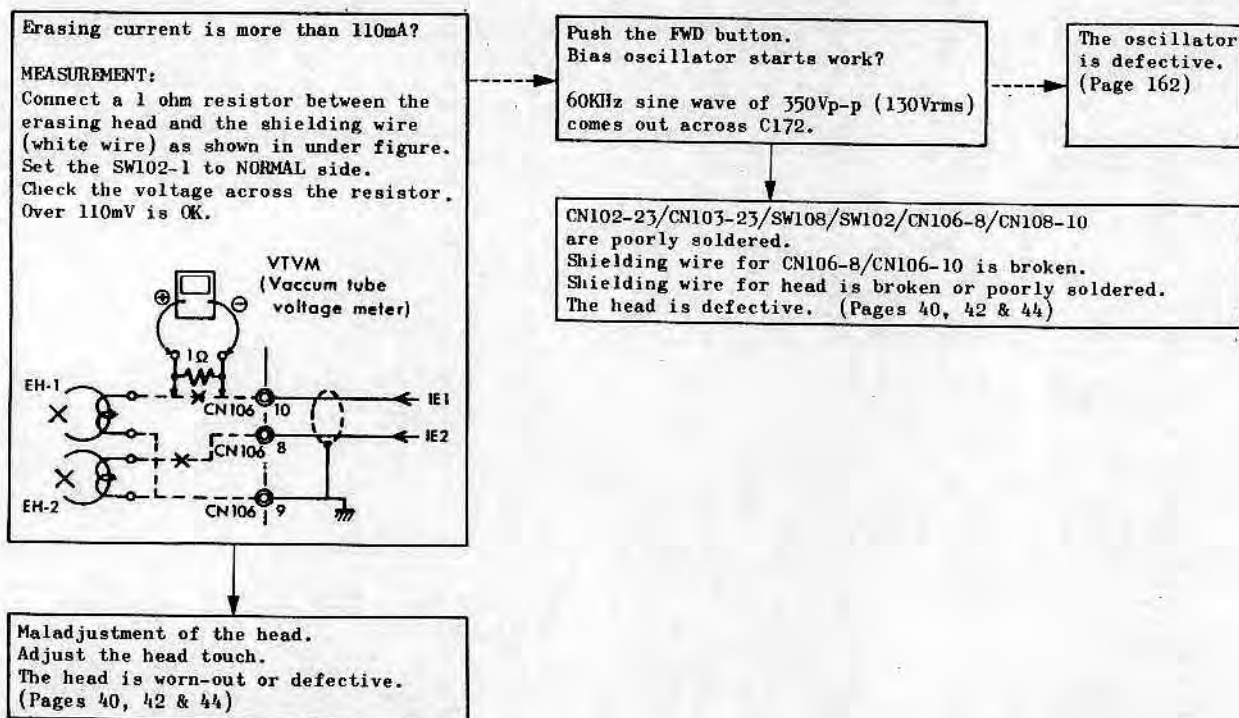 Erasing current is more than 110mA?
MEASUREMENT:
Connect a 1 ohm resistor between the
erasing head and the shielding wire
(white wire) as shown in under figure.
Set the SW102-1 to NORMAL side.
Check the voltage across the resistor.
Over 110mV is OK.
VTVM
(Vaccum tube
voltage meter)
⊕
⊖
1Ω
EH-1
CN106
10
IE1
CN106
8
IE2
EH-2
CN106
9
Maladjustment of the head.
Adjust the head touch.
The head is worn-out or defective.
(Pages 40, 42 & 44)
Push the FWD button.
Bias oscillator starts work?
60KHz sine wave of 350Vp-p (130Vrms)
comes out across C172.
CN102-23/CN103-23/SW108/SW102/CN106-8/CN108-10
are poorly soldered.
Shielding wire for CN106-8/CN106-10 is broken.
Shielding wire for head is broken or poorly soldered.
The head is defective. (Pages 40, 42 & 44)
The oscillator
is defective.
(Page 162)